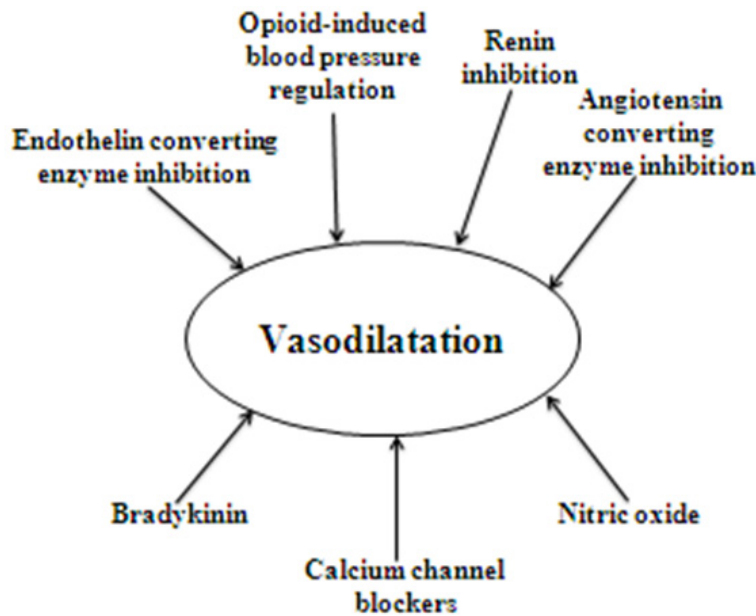 Opioid-induced
blood pressure
regulation
Renin
inhibition
Angiotensin
converting
enzyme inhibition
Endothelin converting
enzyme inhibition
Vasodilatation
Bradykinin
Calcium channel
blockers
Nitric oxide